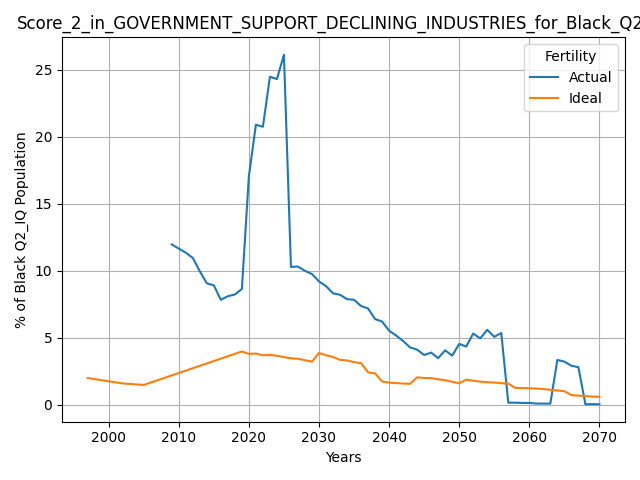 Score_2_in_GOVERNMENT_SUPPORT_DECLINING_INDUSTRIES_for_Black_Q2
Fertility
Actual
Ideal
% of Black Q2_IQ Population
25
20
15
10
5
0
2000 2010 2020 2030 2040 2050 2060 2070
Years